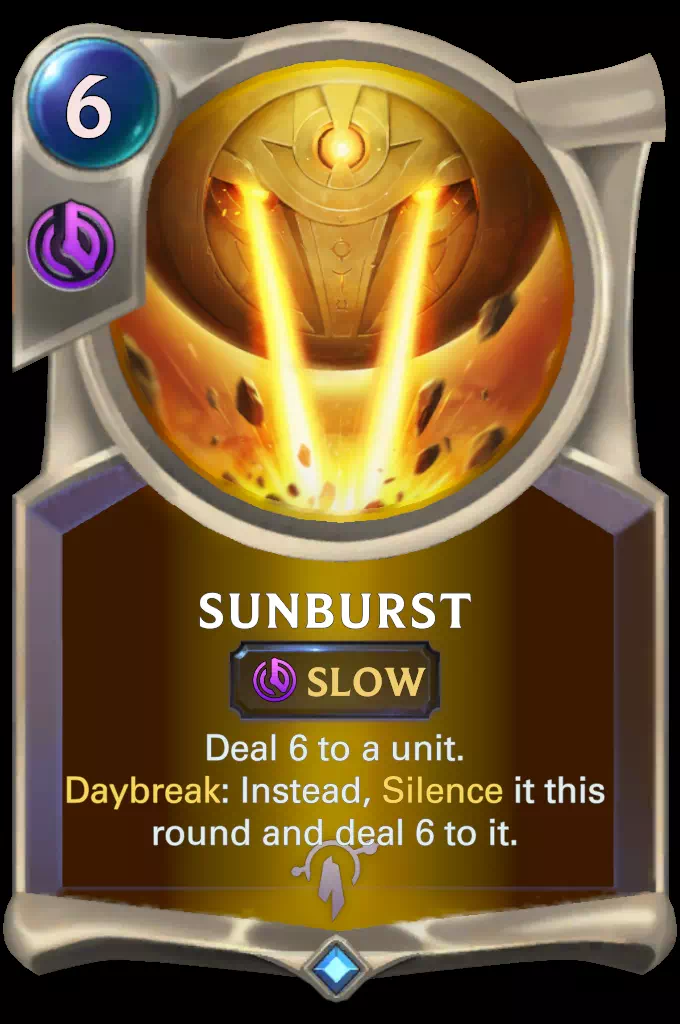 6
SUNBURST
SLOW
Deal 6 to a unit.
Daybreak: Instead, Silence it this
round and deal 6 to it.